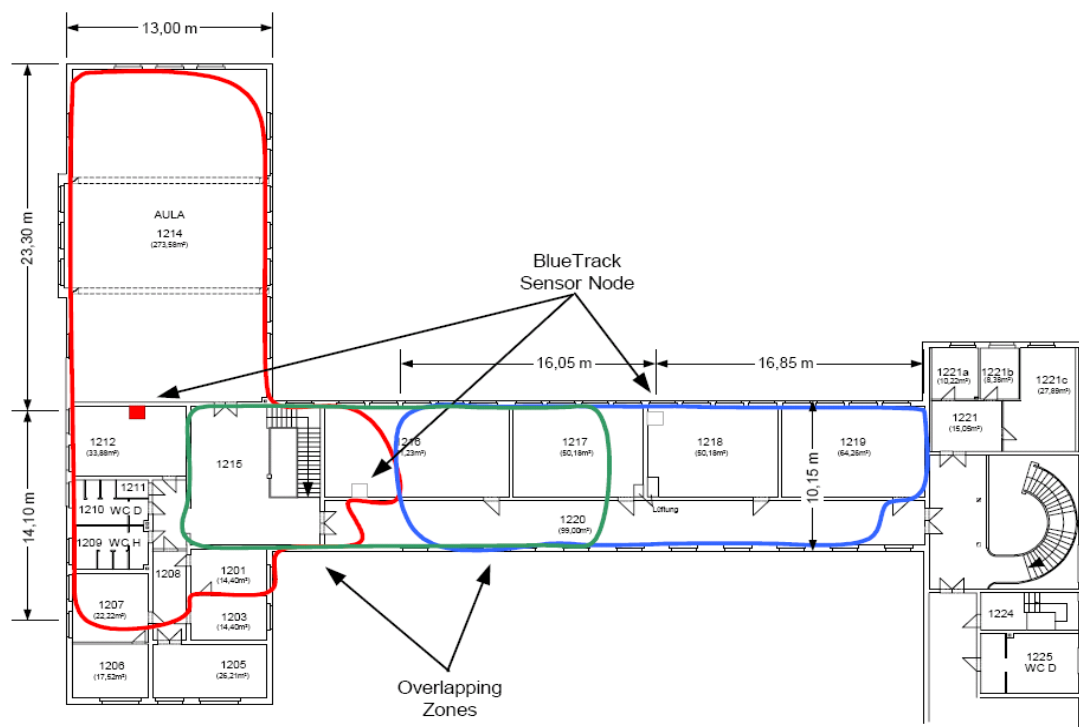 13,00 m
23,30 m
AULA
1214
(273,58m²)
BlueTrack
Sensor Node
16,05 m
16,85 m
1221a
(10,22m²)
1221b
(8,38m²)
1221c
(27,89m²)
1221
(15,05m²)
14,10 m
1212
(33,88m²)
1215
1216
,23m²)
1217
(50,18m²)
1218
(50,18m²)
1219
(64,26m²)
10,15 m
1211
1210
WC D
1209
WC H
1208
1220
(99,00m²)
Lüftung
1201
(14,40m²)
1207
(22,22m²)
1203
(14,40m²)
1206
(17,52m²)
1205
(26,21m²)
1224
1225
WC D
Overlapping
Zones